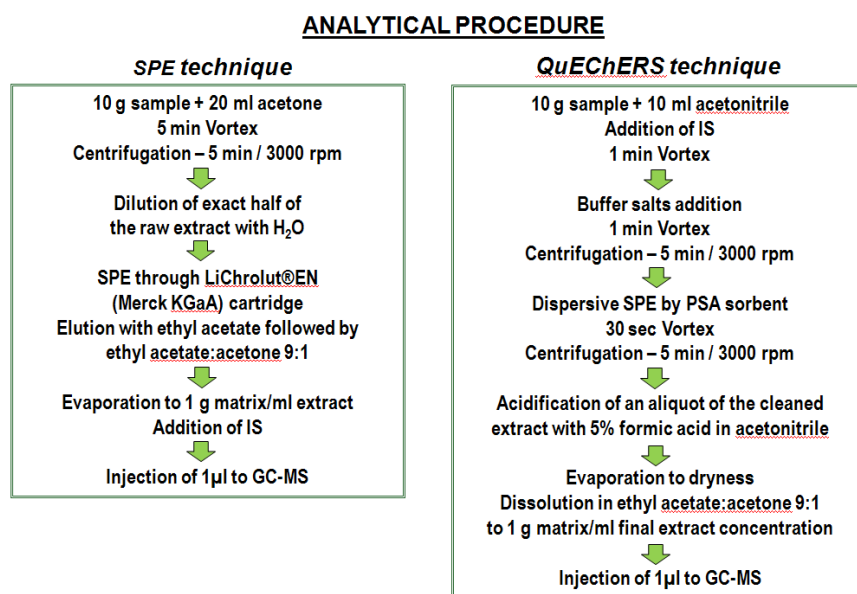 ANALYTICAL PROCEDURE
SPE technique
10 g sample + 20 ml acetone
5 min Vortex
Centrifugation – 5 min / 3000 rpm
Dilution of exact half of
the raw extract with H₂O
SPE through LiChrolut®EN
(Merck KGaA) cartridge
Elution with ethyl acetate followed by
ethyl acetate:acetone 9:1
Evaporation to 1 g matrix/ml extract
Addition of IS
Injection of 1µl to GC-MS
QuEChERS technique
10 g sample + 10 ml acetonitrile
Addition of IS
1 min Vortex
Buffer salts addition
1 min Vortex
Centrifugation – 5 min / 3000 rpm
Dispersive SPE by PSA sorbent
30 sec Vortex
Centrifugation – 5 min / 3000 rpm
Acidification of an aliquot of the cleaned
extract with 5% formic acid in acetonitrile
Evaporation to dryness
Dissolution in ethyl acetate:acetone 9:1
to 1 g matrix/ml final extract concentration
Injection of 1µl to GC-MS